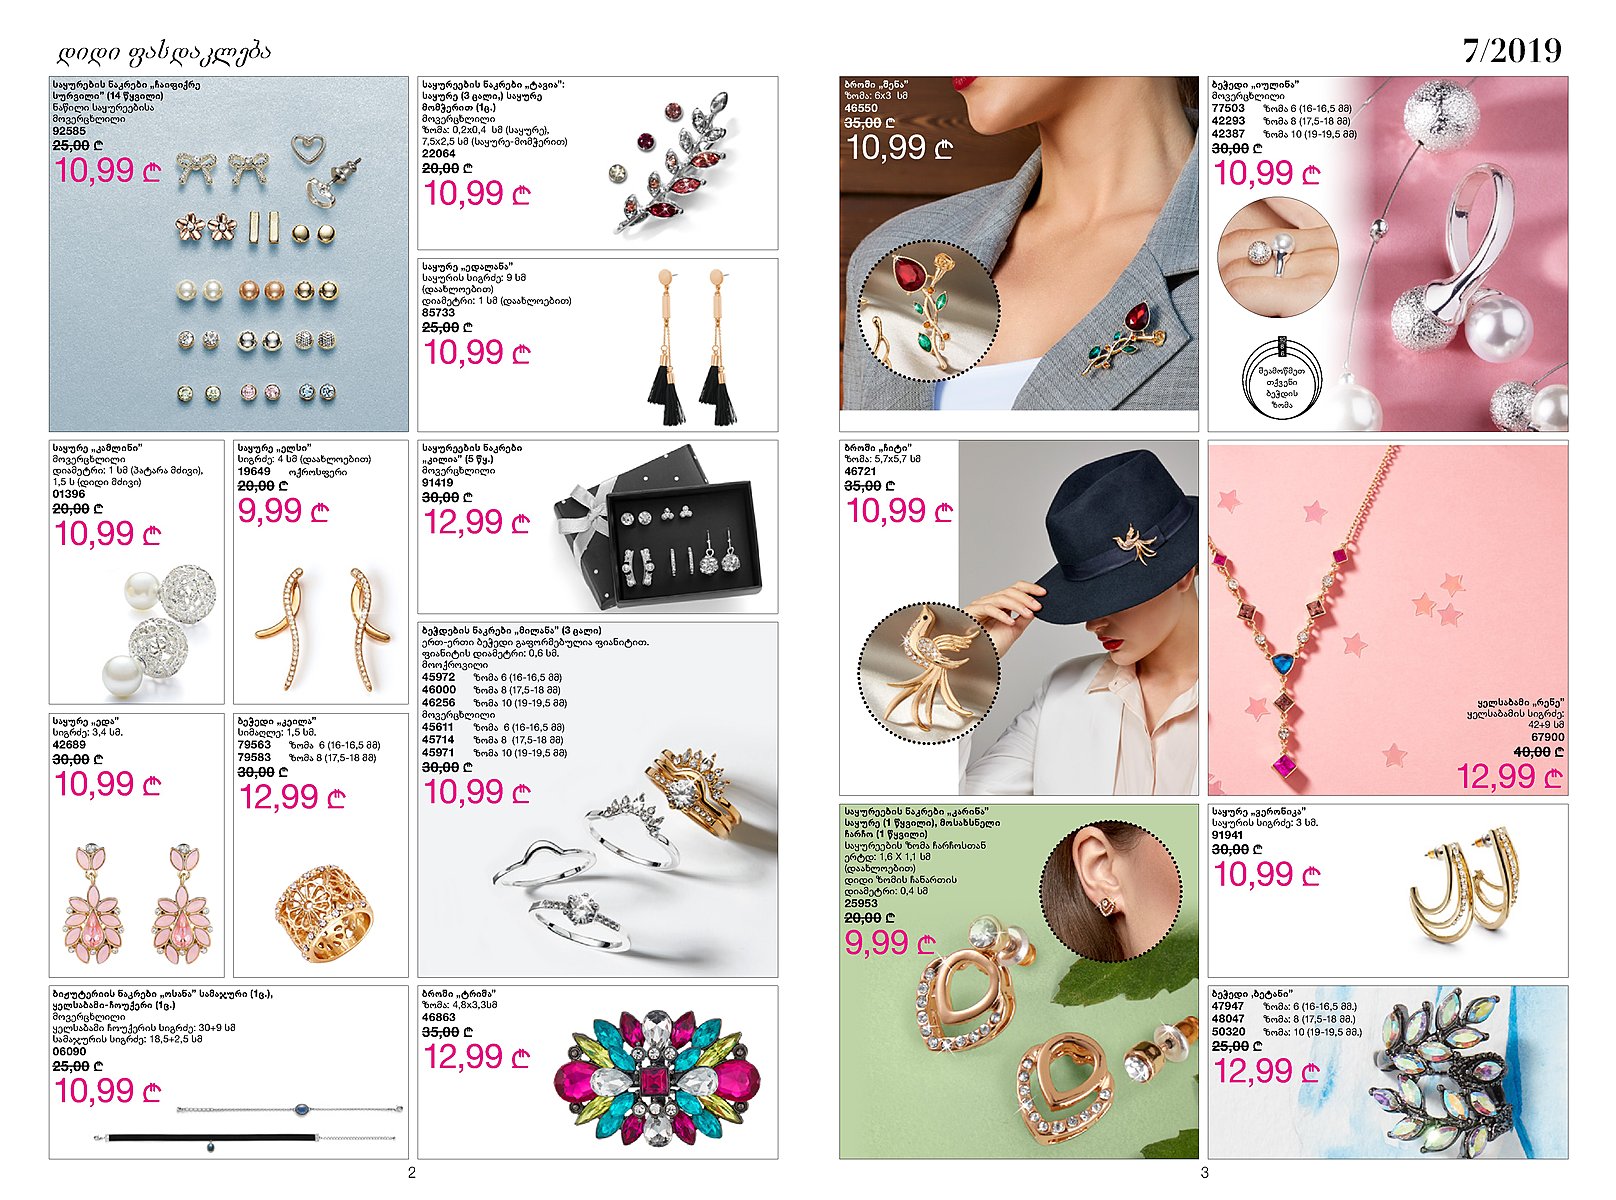 დიდი ფასდაკლება
7/2019
საყურების ნაკრები „ჩაიფიქრე
სურვილი” (14 წყვილი)
ნაწილი საყურეებისა
მოვერცხლილი
92585
25,00 ₾
10,99 ₾
საყურეების ნაკრები „ტავია”:
საყურე (3 ცალი,) საყურე
მომჭერით (1ც.)
მოვერცხლილი
ზომა: 0,2x0,4 სმ (საყურე),
7,5x2,5 სმ (საყურე-მომჭერით)
22064
20,00 ₾
10,99 ₾
საყურე „ედალანა”
საყურის სიგრძე: 9 სმ
(დაახლოებით)
დიამეტრი: 1 სმ (დაახლოებით)
85733
25,00 ₾
10,99 ₾
საყურე „კამლინი”
მოვერცხლილი
დიამეტრი: 1 სმ (პატარა მძივი),
1,5 ს (დიდი მძივი)
01396
20,00 ₾
10,99 ₾
საყურე „ელსი”
სიგრძე: 4 სმ (დაახლოებით)
19649 ოქროსფერი
20,00 ₾
9,99 ₾
საყურეების ნაკრები
„კილია” (5 წყ.)
მოვერცხლილი
91419
30,00 ₾
12,99 ₾
ბეჭდების ნაკრები „მილანა” (3 ცალი)
ერთ-ერთი ბეჭედი გაფორმებულია ფიანიტით.
ფიანიტის დიამეტრი: 0,6 სმ.
მოოქროვილი
45972 ზომა 6 (16-16,5 მმ)
46000 ზომა 8 (17,5-18 მმ)
46256 ზომა 10 (19-19,5 მმ)
მოვერცხლილი
45611 ზომა 6 (16-16,5 მმ)
45714 ზომა 8 (17,5-18 მმ)
45971 ზომა 10 (19-19,5 მმ)
30,00 ₾
10,99 ₾
საყურე „ედა”
სიგრძე: 3,4 სმ.
42689
30,00 ₾
10,99 ₾
ბეჭედი „კეილა”
სიმაღლე: 1,5 სმ.
79563 ზომა 6 (16-16,5 მმ)
79583 ზომა 8 (17,5-18 მმ)
30,00 ₾
12,99 ₾
ბიჟუტერიის ნაკრები „ოსანა” სამაჯური (1ც.),
ყელსაბამი-ჩოუქერი (1ც.)
მოვერცხლილი
ყელსაბამი ჩოუქერის სიგრძე: 30+9 სმ
სამაჯურის სიგრძე: 18,5+2,5 სმ
06090
25,00 ₾
10,99 ₾
ბროში „ტრიშა”
ზომა: 4,8x3,3სმ
46863
35,00 ₾
12,99 ₾
2
ბროში „შენა”
ზომა: 6x3 სმ
46550
35,00 ₾
10,99 ₾
ბეჭედი „იულინა”
მოვერცხლილი
77503 ზომა 6 (16-16,5 მმ)
42293 ზომა 8 (17,5-18 მმ)
42387 ზომა 10 (19-19,5 მმ)
30,00 ₾
10,99 ₾
შეამოწმეთ
თქვენი
ბეჭდის
ზომა
ბროში „ჩიტი”
ზომა: 5,7x5,7 სმ
46721
35,00 ₾
10,99 ₾
ყელსაბამი „რენე”
ყელსაბამის სიგრძე:
42+9 სმ
67900
40,00 ₾
12,99 ₾
საყურეების ნაკრები „კარინა”
საყურე (1 წყვილი), მოსახსნელი
ჩარჩო (1 წყვილი)
საყურეების ზომა ჩარჩოსთან
ერტდ: 1,6 X 1,1 სმ
(დაახლოებით)
დიდი ზომის ჩანართის
დიამეტრი: 0,4 სმ
25953
20,00 ₾
9,99 ₾
საყურე „ვერონიკა”
საყურის სიგრძე: 3 სმ.
91941
30,00 ₾
10,99 ₾
ბეჭედი „ბეტანი”
47947 ზომა: 6 (16-16,5 მმ.)
48047 ზომა: 8 (17,5-18 მმ.)
50320 ზომა: 10 (19-19,5 მმ.)
25,00 ₾
12,99 ₾
3